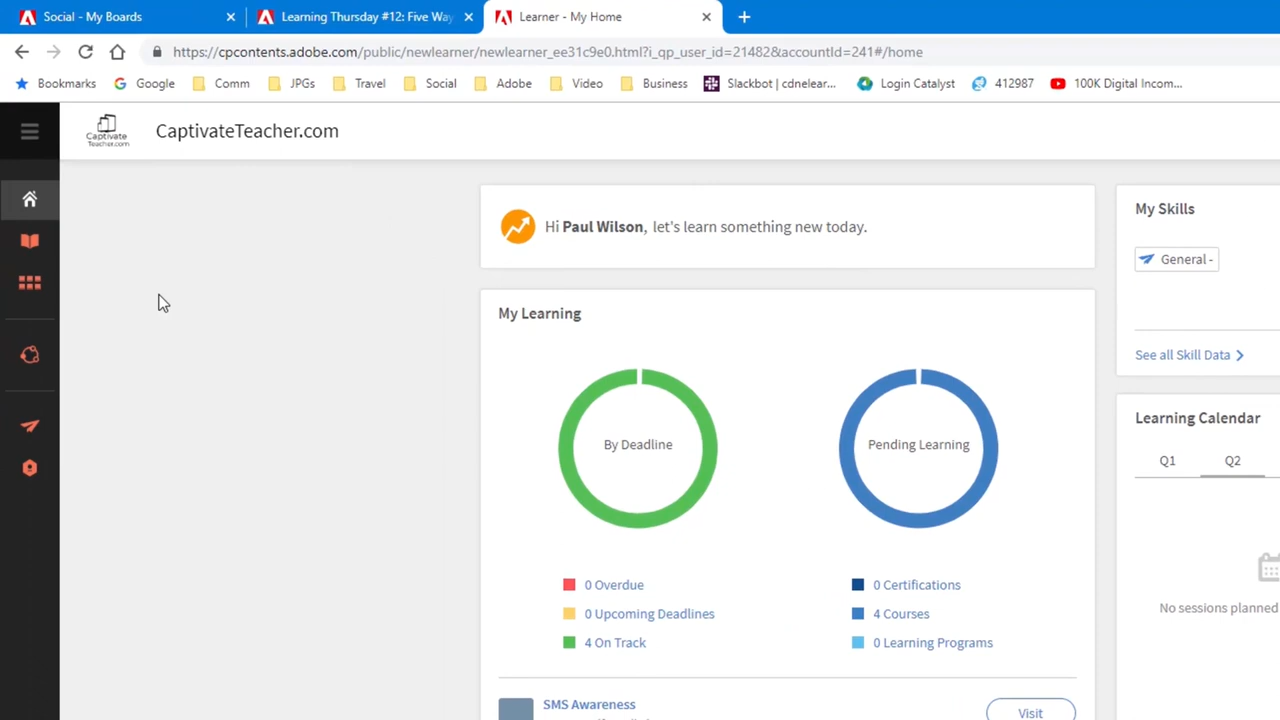 Social - My Boards
Learning Thursday #12: Five Way
Learner - My Home
https://cpcontents.adobe.com/public/newlearner/newlearner_ee31c9e0.html?i_qp_user_id=21482&accountId=241#/home
Bookmarks
Google
Comm
JPGs
Travel
Social
Adobe
Video
Business
Slackbot (cdnelear...
Login Catalyst
412987
100K Digital Incom...
Captivate
Teacher.com
CaptivateTeacher.com
Hi Paul Wilson, let's learn something new today.
My Learning
By Deadline
Pending Learning
0 Overdue
0 Upcoming Deadlines
4 On Track
0 Certifications
4 Courses
0 Learning Programs
SMS Awareness
Visit
My Skills
General -
See all Skill Data
Learning Calendar
Q1
Q2
No sessions planned